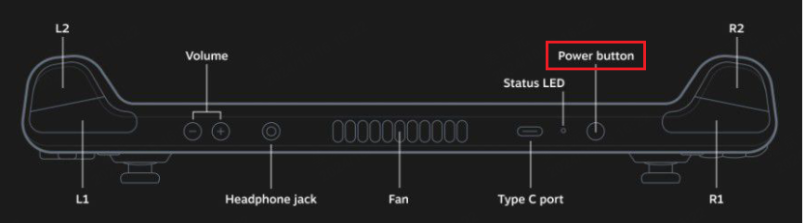 L2
R2
Volume
Power button
Status LED
L1
Headphone jack
Fan
Type C port
R1